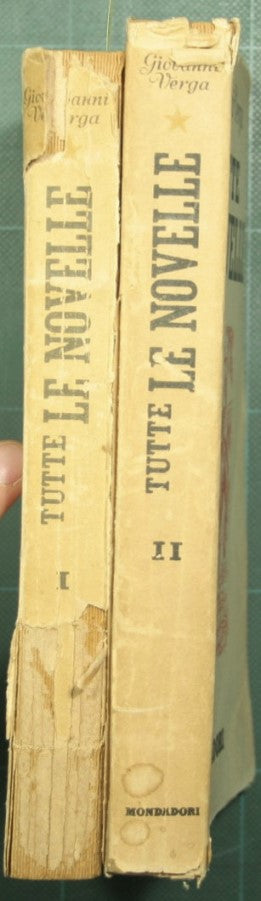 Giovanni
Verga
TUTTE LE NOVELLE
I
Giovanni
Verga
TUTTE LE NOVELLE
II
MONDADORI